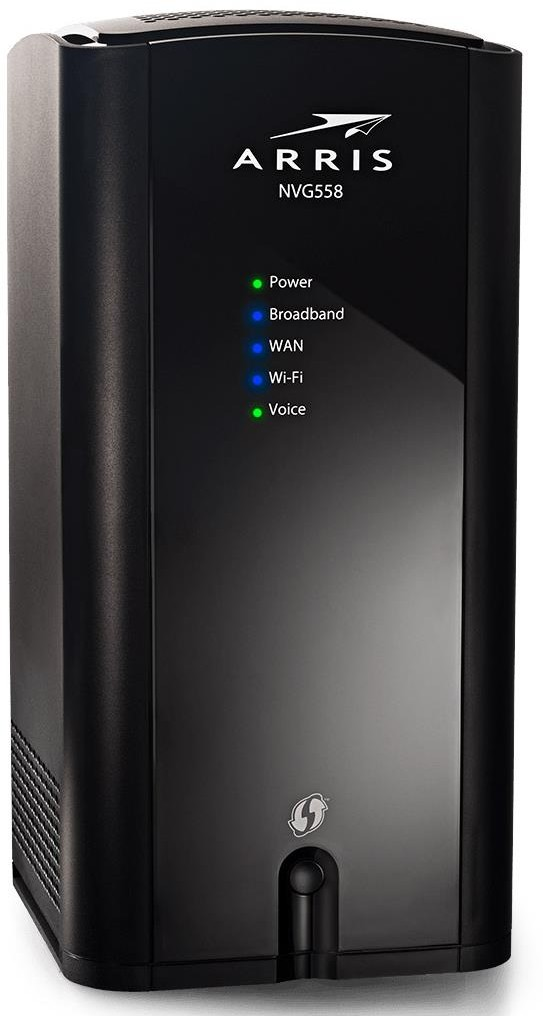 ARRIS
NVG558
Power
Broadband
WAN
Wi-Fi
Voice